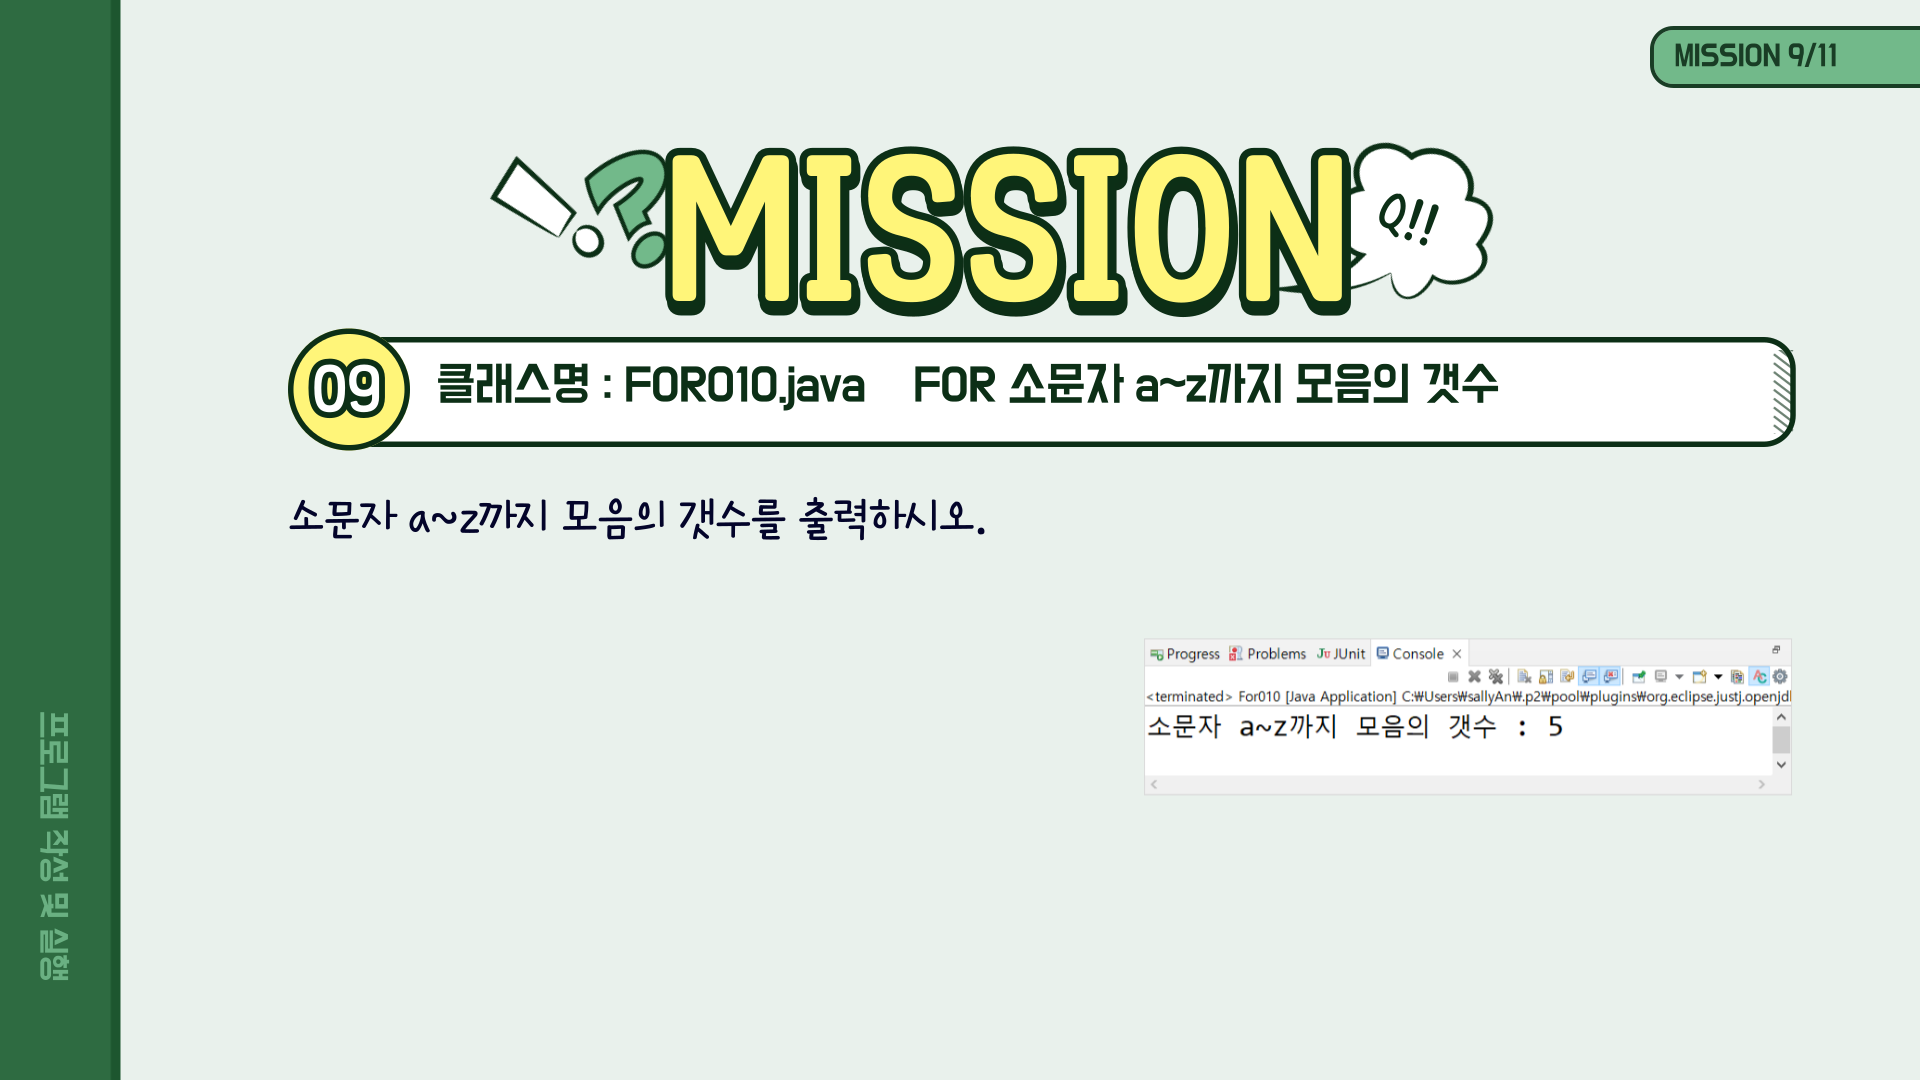 MISSION 9/11
MISSION
Q!!
09 클래스명 : FOR010.java FOR 소문자 a~z까지 모음의 갯수
소문자 a~z까지 모음의 갯수를 출력하시오.
Progress Problems JUnit Console
<terminated> For010 [Java Application] C:₩Users₩sallyAn₩.p2₩pool₩plugins₩org.eclipse.justj.openjdl
소문자 a~z까지 모음의 갯수 : 5
프로그램 작성 및 실행